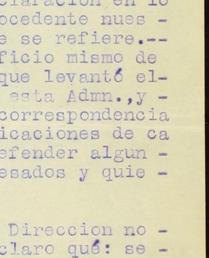 claracion en lo
ocedente nues -
e se refiere.--
ficio mismo de
que levantó el-
esta Admn.,y -
correspondencia
icaciones de ca
efender algun -
esados y quie -
Direccion no -
claro qué: se -